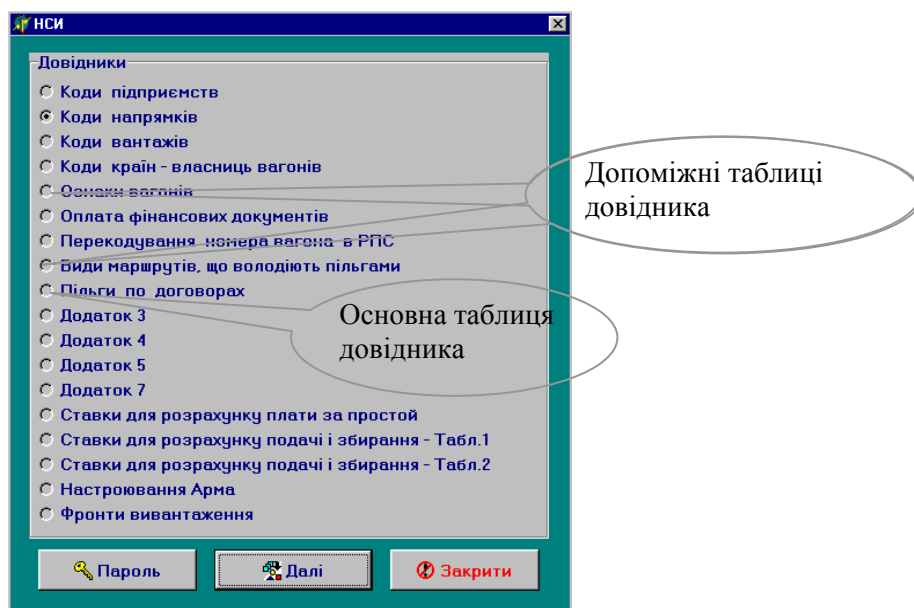 НСИ
Довідники
Коди підприємств
Коди напрямків
Коди вантажів
Коди країн - власниць вагонів
Ознаки вагонів
Оплата фінансових документів
Перекодування номера вагона в РПС
Види маршрутів, що володіють пільгами
Пільги по договорах
Додаток 3
Додаток 4
Додаток 5
Додаток 7
Ставки для розрахунку плати за простой
Ставки для розрахунку подачі і збирання - Табл.1
Ставки для розрахунку подачі і збирання - Табл.2
Настроювання Арма
Фронти вивантаження
Пароль
Далі
Закрити
Допоміжні таблиці
довідника
Основна таблиця
довідника